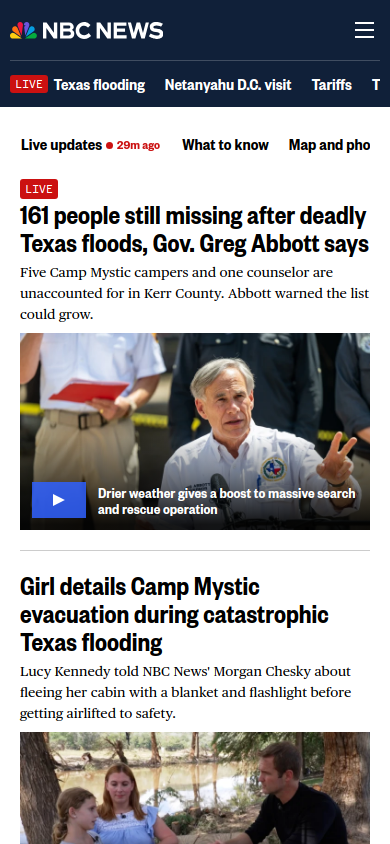 NBC NEWS
LIVE Texas flooding Netanyahu D.C. visit Tariffs T
Live updates 29m ago What to know Map and pho
LIVE
161 people still missing after deadly
Texas floods, Gov. Greg Abbott says
Five Camp Mystic campers and one counselor are
unaccounted for in Kerr County. Abbott warned the list
could grow.
Drier weather gives a boost to massive search
and rescue operation
Girl details Camp Mystic
evacuation during catastrophic
Texas flooding
Lucy Kennedy told NBC News' Morgan Chesky about
fleeing her cabin with a blanket and flashlight before
getting airlifted to safety.